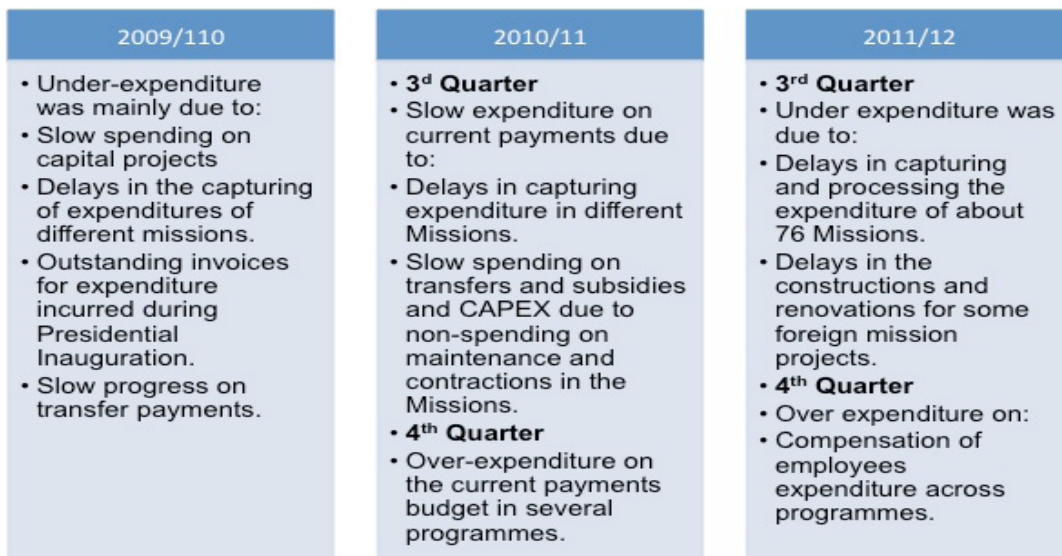 2009/110
• Under-expenditure
was mainly due to:
• Slow spending on
capital projects
• Delays in the capturing
of expenditures of
different missions.
• Outstanding invoices
for expenditure
incurred during
Presidential
Inauguration.
• Slow progress on
transfer payments.
2010/11
• 3d Quarter
• Slow expenditure on
current payments due
to:
• Delays in capturing
expenditure in different
Missions.
• Slow spending on
transfers and subsidies
and CAPEX due to
non-spending on
maintenance and
contractions in the
Missions.
• 4th Quarter
• Over-expenditure on
the current payments
budget in several
programmes.
2011/12
• 3rd Quarter
• Under expenditure was
due to:
• Delays in capturing
and processing the
expenditure of about
76 Missions.
• Delays in the
constructions and
renovations for some
foreign mission
projects.
• 4th Quarter
• Over expenditure on:
• Compensation of
employees
expenditure across
programmes.